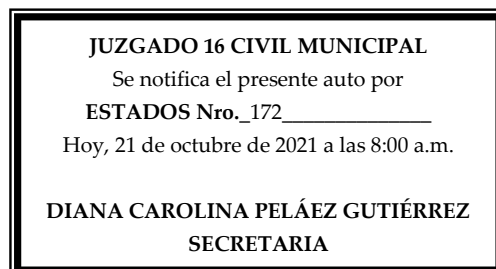 JUZGADO 16 CIVIL MUNICIPAL
Se notifica el presente auto por
ESTADOS Nro._172______________
Hoy, 21 de octubre de 2021 a las 8:00 a.m.
DIANA CAROLINA PELÁEZ GUTIÉRREZ
SECRETARIA